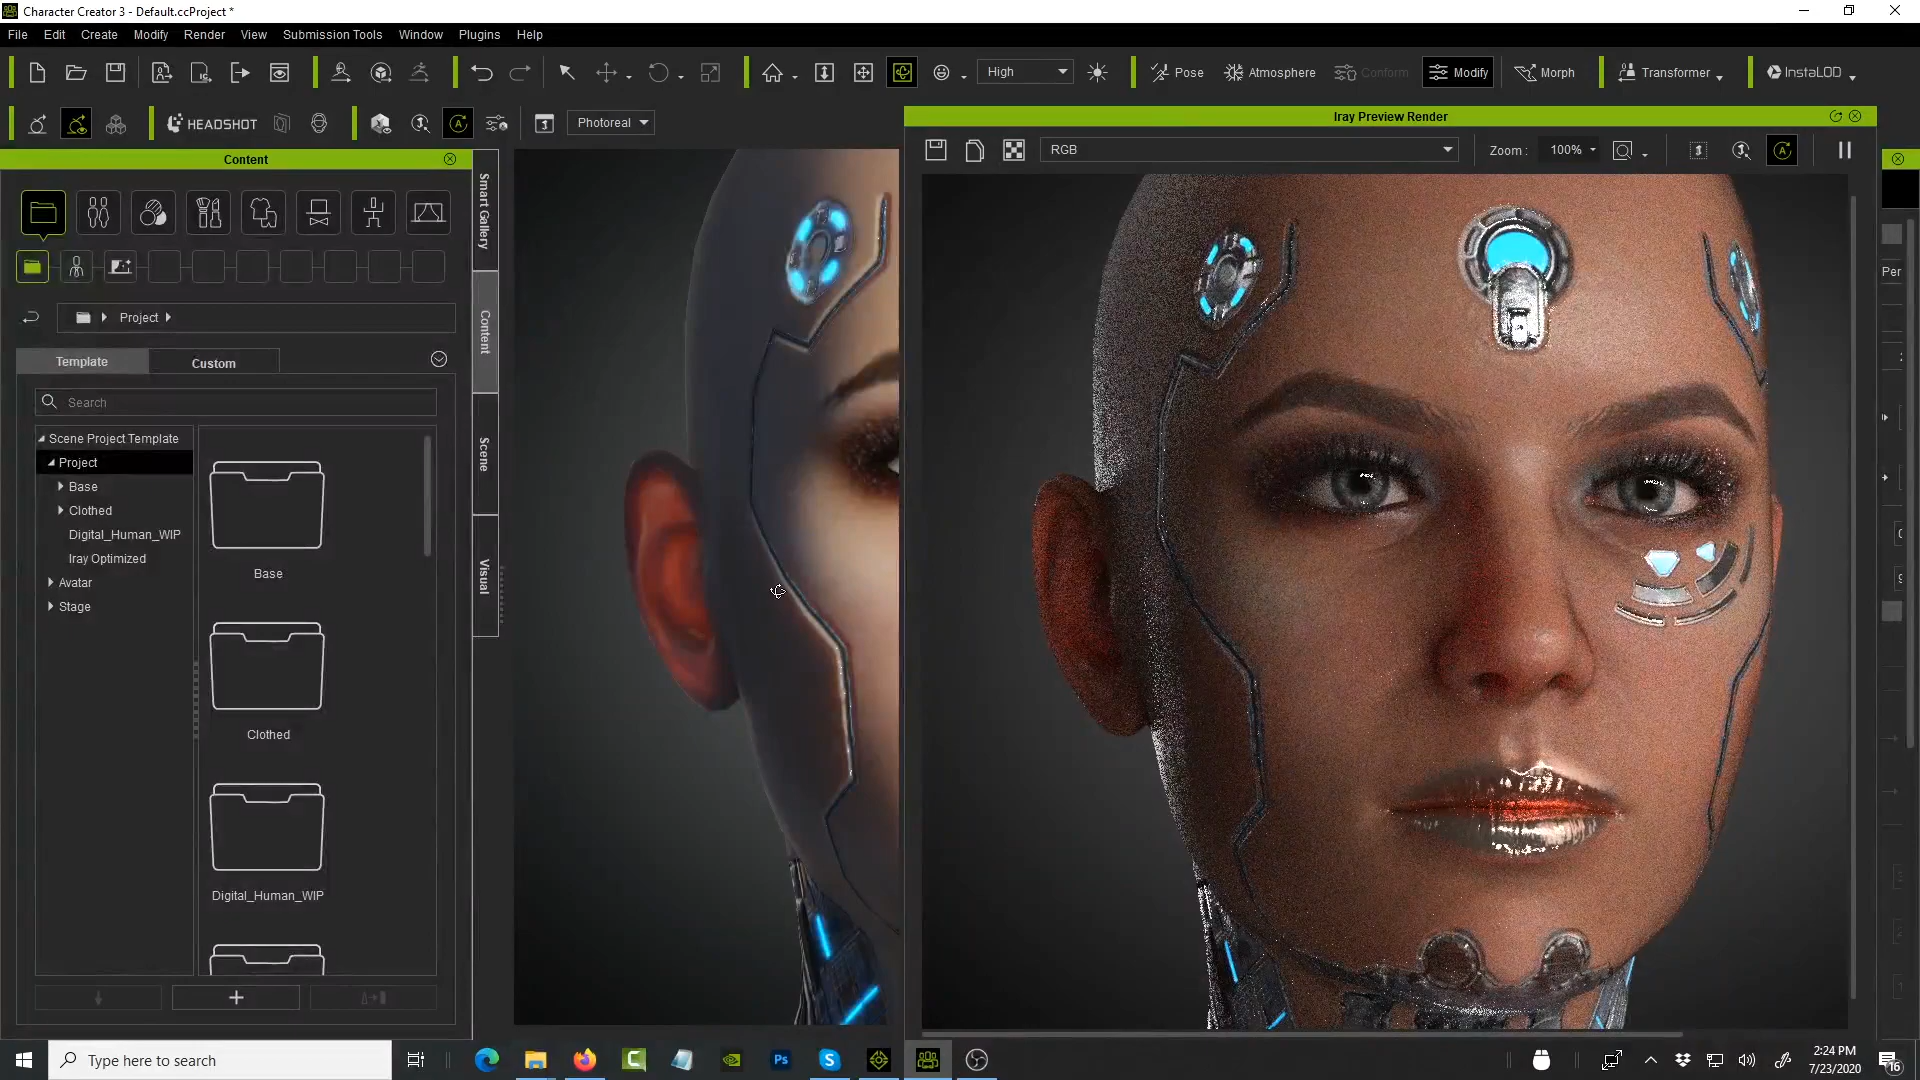 Character Creator 3 - Default.ccProject *
File Edit Create Modify Render View Submission Tools Window Plugins Help
High Pose Atmosphere Conform Modify Morph Transformer InstaLOD
HEADSHOT Photoreal
Iray Preview Render
RGB Zoom : 100%
Content
Smart Gallery
Content
Scene
Visual
Project
Template Custom
Search
Scene Project Template
Project
Base
Clothed
Digital_Human_WIP
Iray Optimized
Avatar
Stage
Base
Clothed
Digital_Human_WIP
Per
Type here to search
2:24 PM
7/23/2020
16